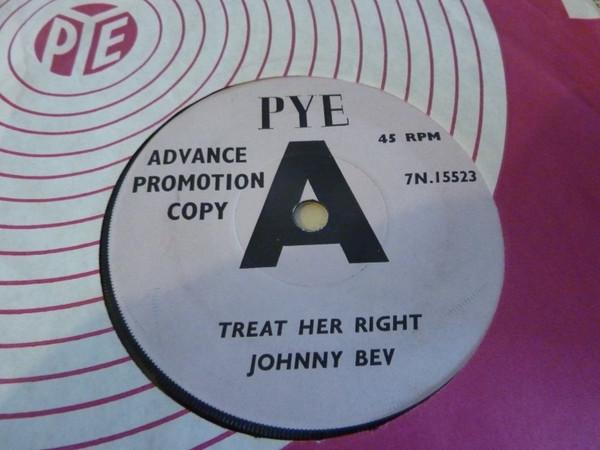 PYE
PYE
45 RPM
ADVANCE
PROMOTION
COPY
7N.15523
A
TREAT HER RIGHT
JOHNNY BEV